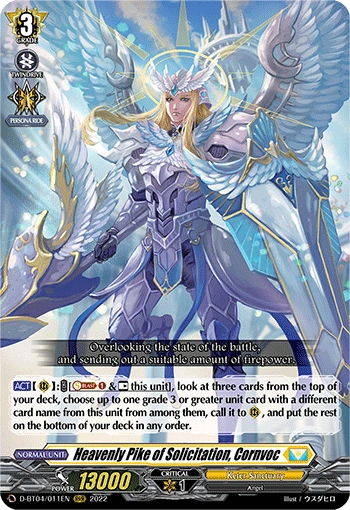 3
GRADE
TWINDRIVE
PERSONA RIDE
Overlooking the state of the battle,
and sending out a suitable amount of firepower.
ACT【 】:【 BLAST 1 & this unit】, look at three cards from the top of
your deck, choose up to one grade 3 or greater unit card with a different
card name from this unit from among them, call it to , and put the rest
on the bottom of your deck in any order.
NORMAL UNIT
Heavenly Pike of Solicitation, Cornvoc
POWER 13000
CRITICAL
1
Keter Sanctuary
Angel
D-BT04/011EN RRR 2022
Illust / ウスダヒロ